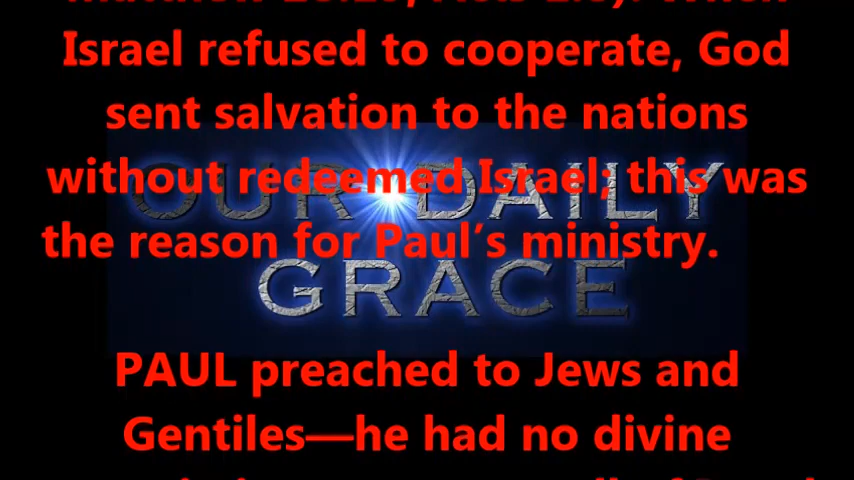 Israel refused to cooperate, God
sent salvation to the nations
without redeemed Israel; this was
the reason for Paul's ministry.
OUR DAILY
GRACE
PAUL preached to Jews and
Gentiles—he had no divine